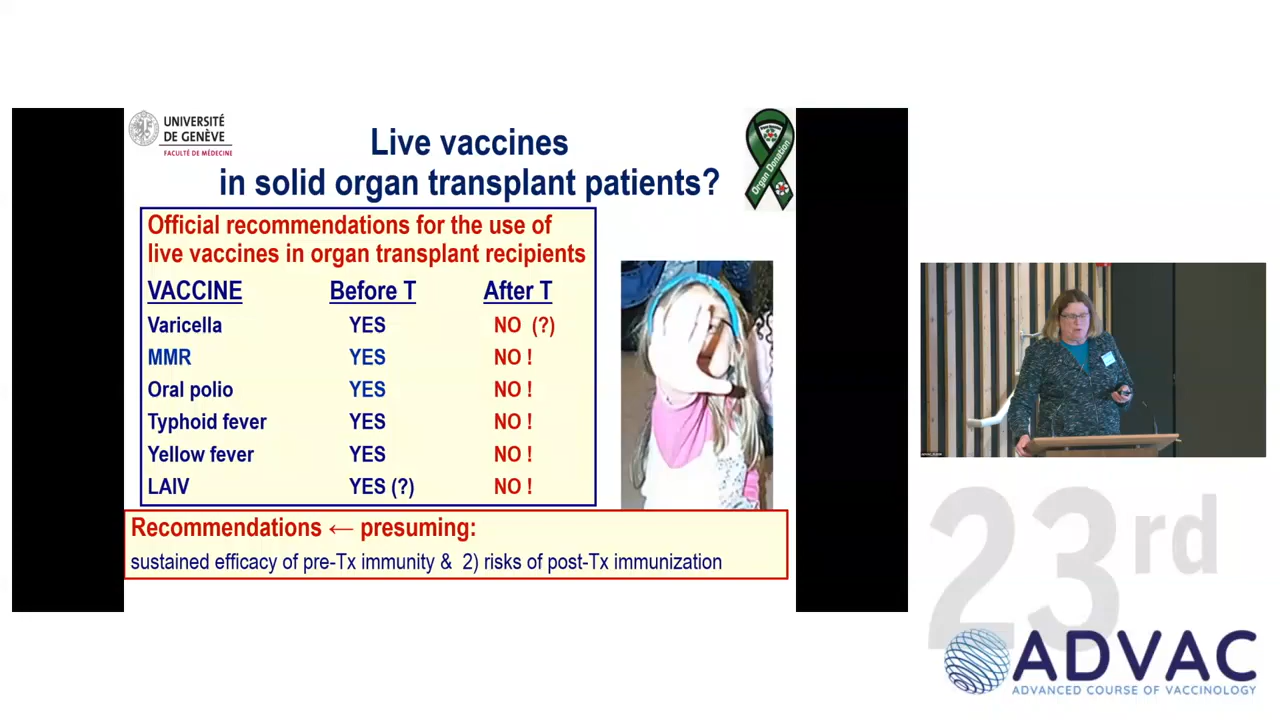 UNIVERSITÉ
DE GENÈVE
FACULTÉ DE MÉDECINE
Live vaccines
in solid organ transplant patients?
Organ Donation
Official recommendations for the use of
live vaccines in organ transplant recipients
VACCINE Before T After T
Varicella YES NO (?)
MMR YES NO !
Oral polio YES NO !
Typhoid fever YES NO !
Yellow fever YES NO !
LAIV YES (?) NO !
Recommendations ← presuming:
sustained efficacy of pre-Tx immunity & 2) risks of post-Tx immunization
23rd
ADVAC
ADVANCED COURSE OF VACCINOLOGY